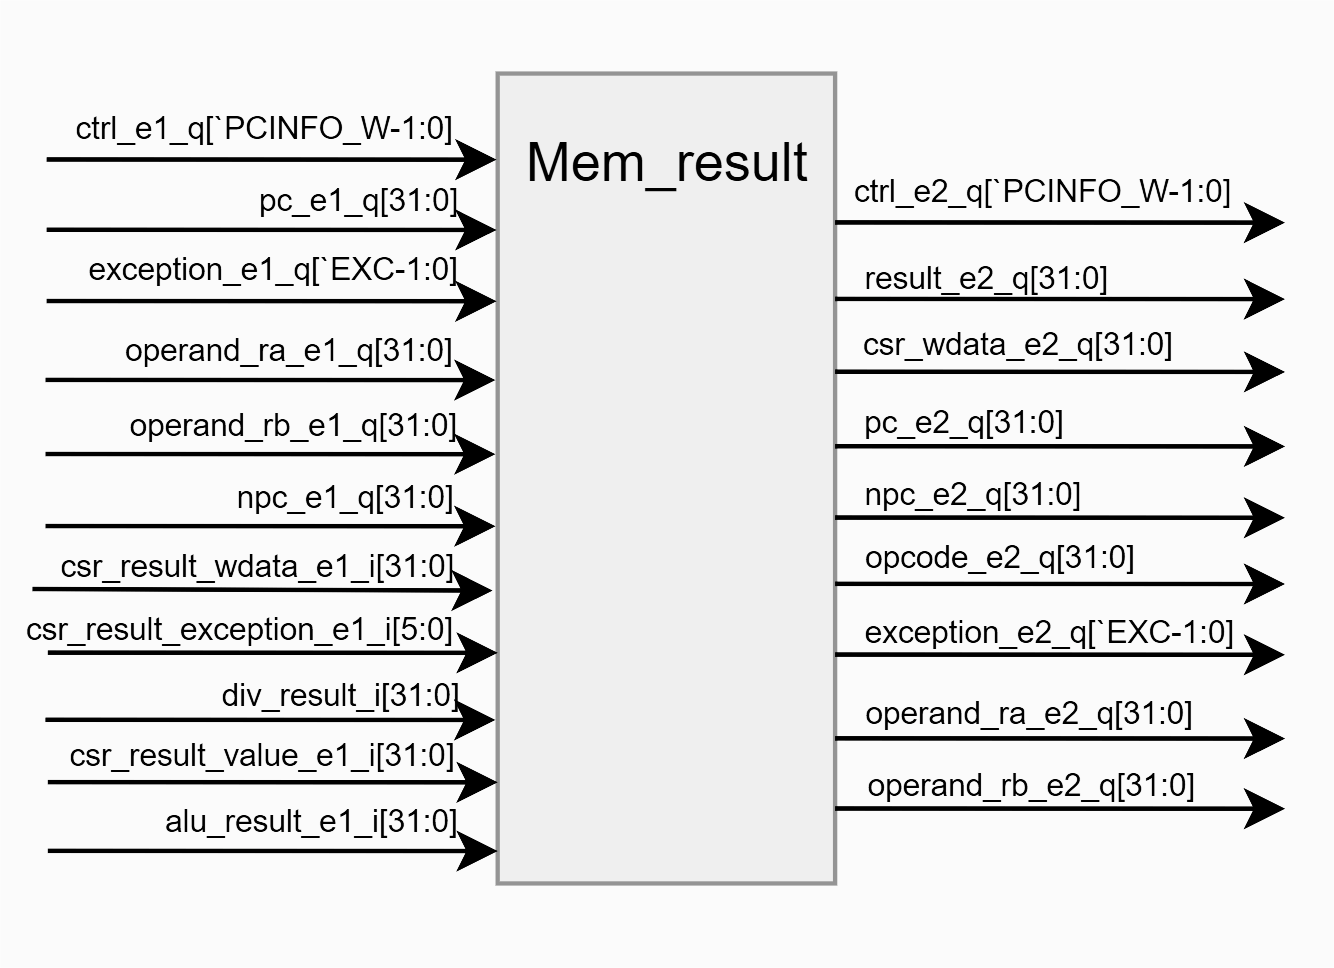 ctrl_e1_q[`PCINFO_W-1:0]
pc_e1_q[31:0]
exception_e1_q[`EXC-1:0]
operand_ra_e1_q[31:0]
operand_rb_e1_q[31:0]
npc_e1_q[31:0]
csr_result_wdata_e1_i[31:0]
csr_result_exception_e1_i[5:0]
div_result_i[31:0]
csr_result_value_e1_i[31:0]
alu_result_e1_i[31:0]
Mem_result
ctrl_e2_q[`PCINFO_W-1:0]
result_e2_q[31:0]
csr_wdata_e2_q[31:0]
pc_e2_q[31:0]
npc_e2_q[31:0]
opcode_e2_q[31:0]
exception_e2_q[`EXC-1:0]
operand_ra_e2_q[31:0]
operand_rb_e2_q[31:0]